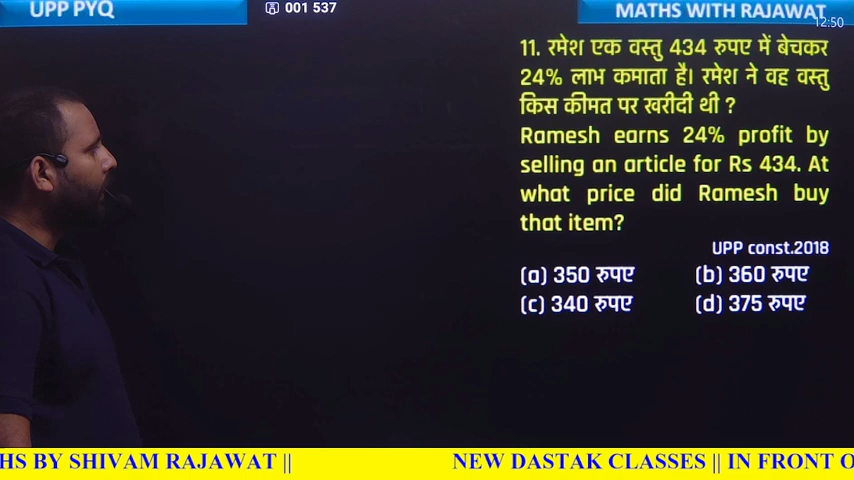 UPP PYQ
001 537
MATHS WITH RAJAWAT
12:50
11. रमेश एक वस्तु 434 रुपए में बेचकर
24% लाभ कमाता है। रमेश ने वह वस्तु
किस कीमत पर खरीदी थी ?
Ramesh earns 24% profit by
selling an article for Rs 434. At
what price did Ramesh buy
that item?
UPP const.2018
(a) 350 रुपए (b) 360 रुपए
(c) 340 रुपए (d) 375 रुपए
HS BY SHIVAM RAJAWAT || NEW DASTAK CLASSES || IN FRONT O